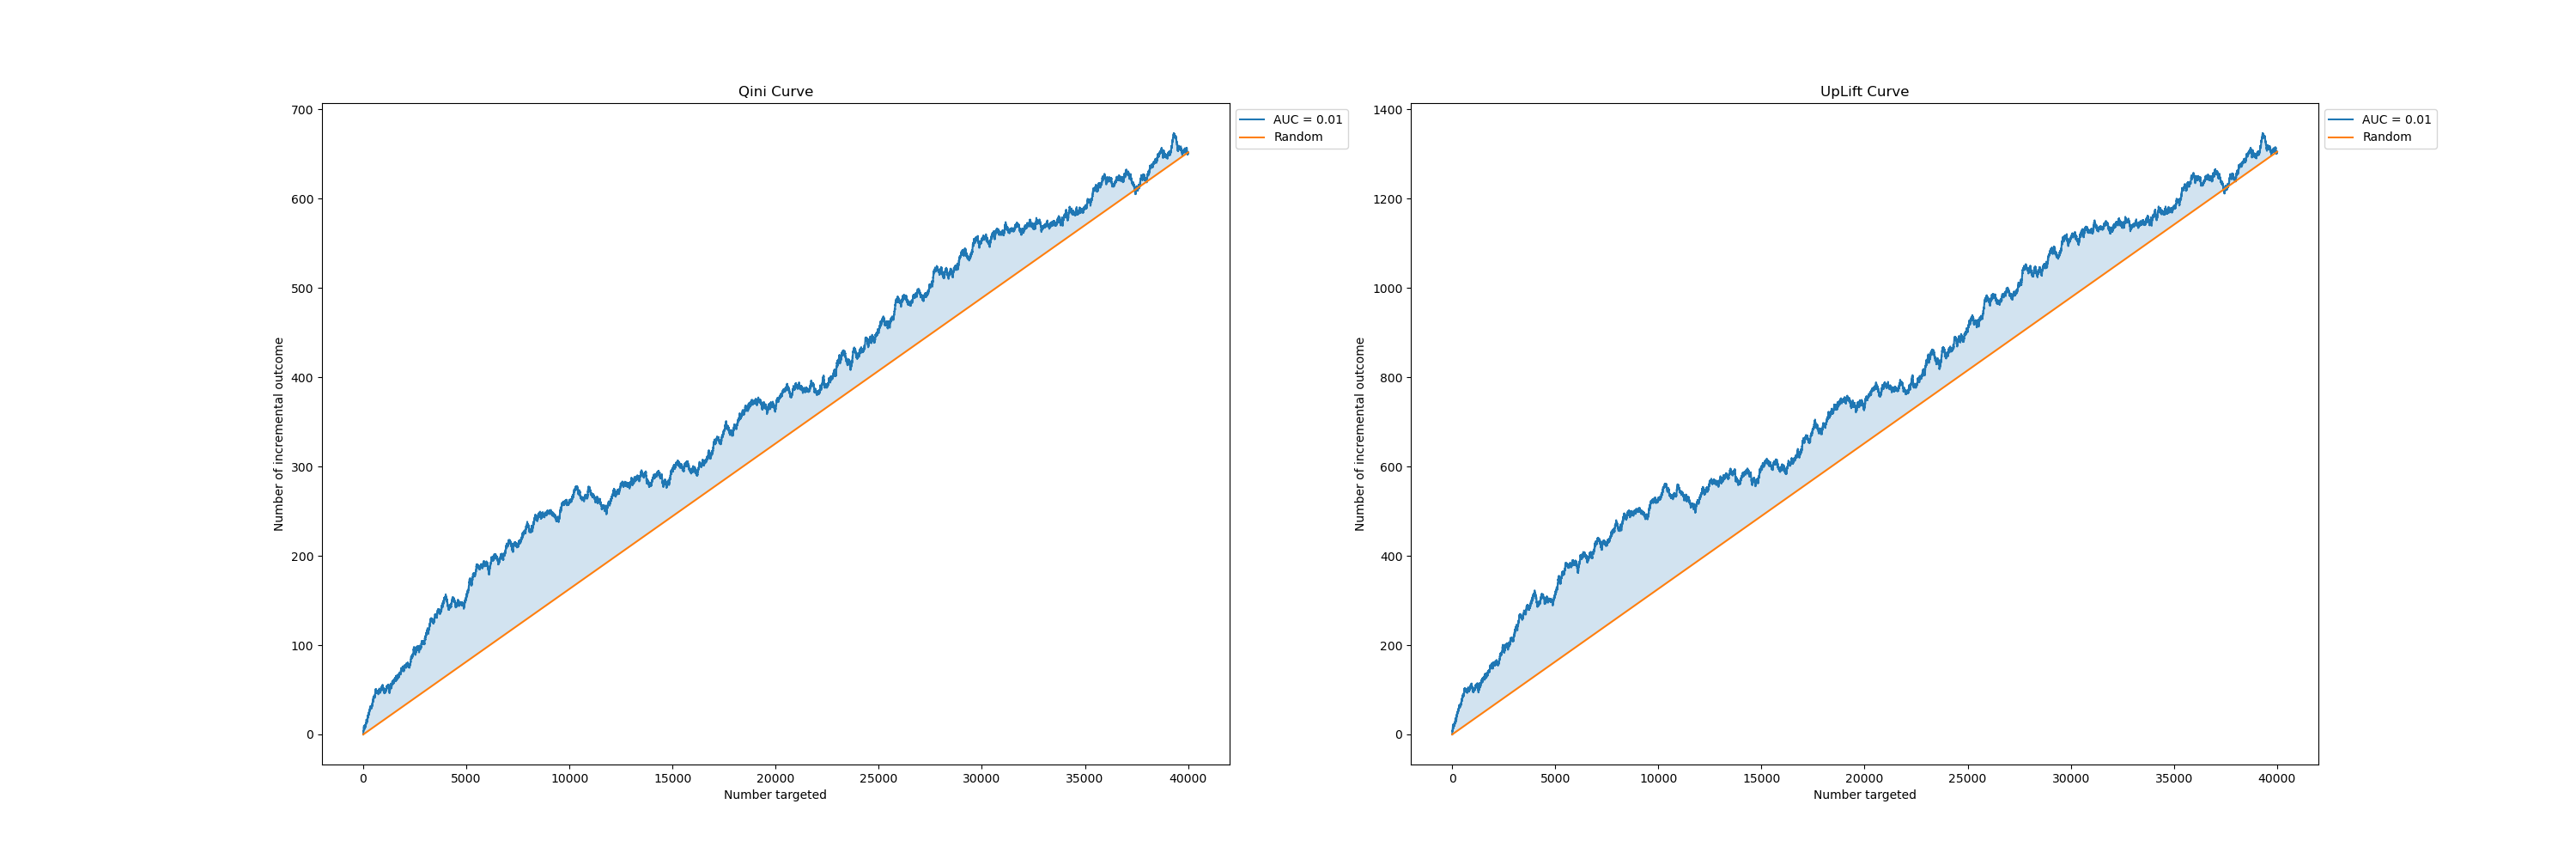 Qini Curve
700
600
500
400
300
200
100
0
Number of incremental outcome
0 5000 10000 15000 20000 25000 30000 35000 40000
Number targeted
AUC = 0.01
Random
UpLift Curve
1400
1200
1000
800
600
400
200
0
Number of incremental outcome
0 5000 10000 15000 20000 25000 30000 35000 40000
Number targeted
AUC = 0.01
Random